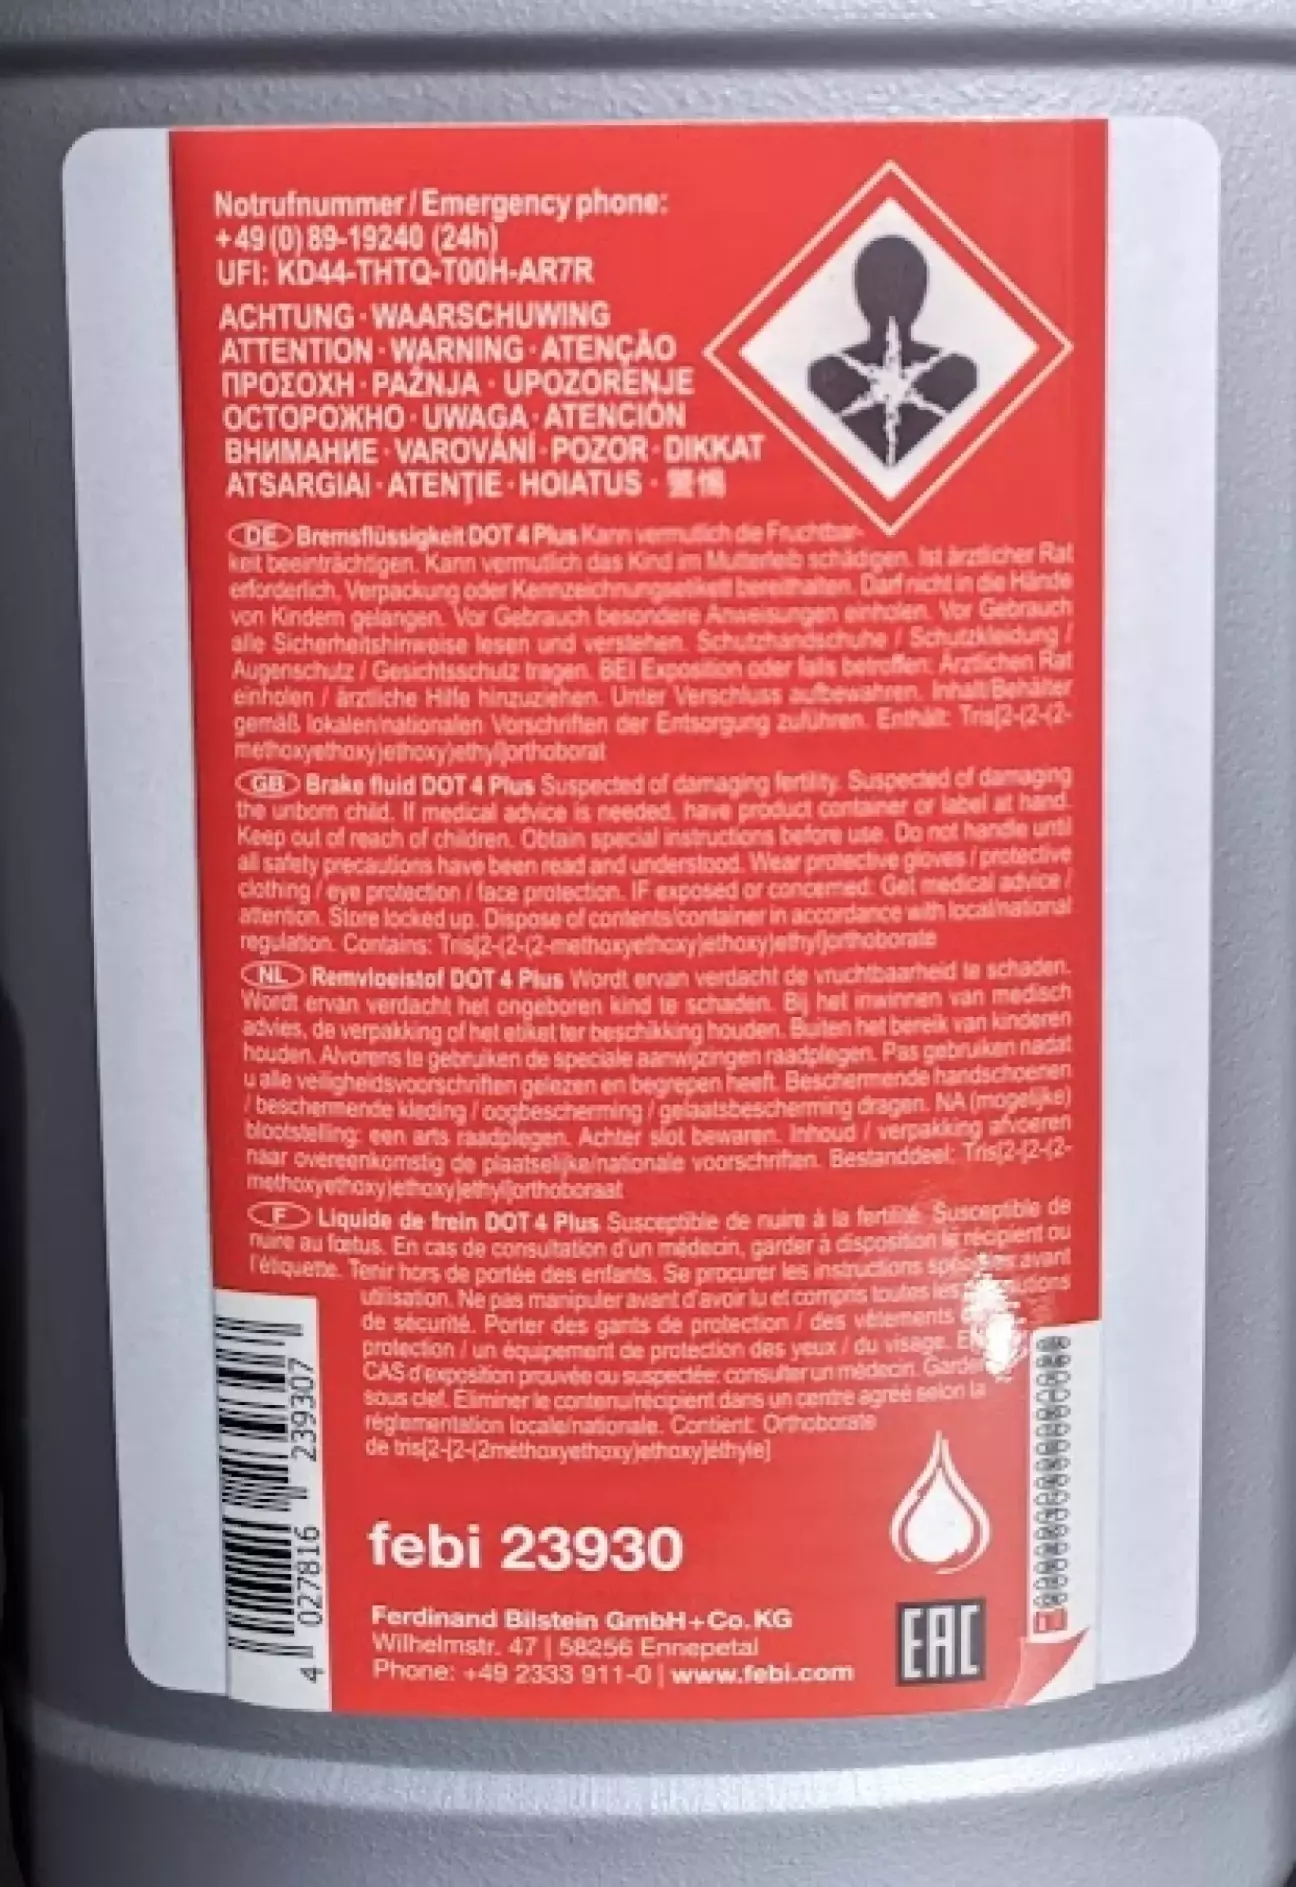 Notrufnummer / Emergency phone:
+49 (0) 89-19240 (24h)
UFI: KD44-THTQ-T00H-AR7R
ACHTUNG · WAARSCHUWING
ATTENTION · WARNING · ATENÇÃO
ΠΡΟΣΟΧΗ · PAŽNJA · UPOZORENJE
ОСТОРОЖНО · UWAGA · ATENCIÓN
ВНИМАНИЕ · VAROVÁNÍ · POZOR · DIKKAT
ATSARGIAI · ATENŢIE · HOIATUS ·
DE Bremsflüssigkeit DOT 4 Plus Kann vermutlich die Fruchtbar-
keit beeinträchtigen. Kann vermutlich das Kind im Mutterleib schädigen. Ist ärztlicher Rat
erforderlich, Verpackung oder Kennzeichnungsetikett bereithalten. Darf nicht in die Hände
von Kindern gelangen. Vor Gebrauch besondere Anweisungen einholen. Vor Gebrauch
alle Sicherheitshinweise lesen und verstehen. Schutzhandschuhe / Schutzkleidung /
Augenschutz / Gesichtsschutz tragen. BEI Exposition oder falls betroffen: Ärztlichen Rat
einholen / ärztliche Hilfe hinzuziehen. Unter Verschluss aufbewahren. Inhalt/Behälter
gemäß lokalen/nationalen Vorschriften der Entsorgung zuführen. Enthält: Tris[2-(2-(2-
methoxyethoxy)ethoxy)ethyl]orthoborat
GB Brake fluid DOT 4 Plus Suspected of damaging fertility. Suspected of damaging
the unborn child. If medical advice is needed, have product container or label at hand.
Keep out of reach of children. Obtain special instructions before use. Do not handle until
all safety precautions have been read and understood. Wear protective gloves / protective
clothing / eye protection / face protection. IF exposed or concerned: Get medical advice /
attention. Store locked up. Dispose of contents/container in accordance with local/national
regulation. Contains: Tris[2-(2-(2-methoxyethoxy)ethoxy)ethyl]orthoborate
NL Remvloeistof DOT 4 Plus Wordt ervan verdacht de vruchtbaarheid te schaden.
Wordt ervan verdacht het ongeboren kind te schaden. Bij het inwinnen van medisch
advies, de verpakking of het etiket ter beschikking houden. Buiten het bereik van kinderen
houden. Alvorens te gebruiken de speciale aanwijzingen raadplegen. Pas gebruiken nadat
u alle veiligheidsvoorschriften gelezen en begrepen heeft. Beschermende handschoenen
/ beschermende kleding / oogbescherming / gelaatsbescherming dragen. NA (mogelijke)
blootstelling: een arts raadplegen. Achter slot bewaren. Inhoud / verpakking afvoeren
naar overeenkomstig de plaatselijke/nationale voorschriften. Bestanddeel: Tris[2-[2-(2-
methoxyethoxy)ethoxy]ethyl]orthoboraat
F Liquide de frein DOT 4 Plus Susceptible de nuire à la fertilité. Susceptible de
nuire au fœtus. En cas de consultation d'un médecin, garder à disposition le récipient ou
l'étiquette. Tenir hors de portée des enfants. Se procurer les instructions avant
utilisation. Ne pas manipuler avant d'avoir lu et compris toutes les
de sécurité. Porter des gants de protection / des vêtements
protection / un équipement de protection des yeux / du visage. EN
CAS d'exposition prouvée ou suspectée: consulter un médecin. Garder
sous clef. Eliminer le contenu/récipient dans un centre agréé selon la
réglementation locale/nationale. Contient: Orthoborate
de tris[2-[2-(2méthoxyethoxy)ethoxy]éthyle]
4 027816 239307
febi 23930
Ferdinand Bilstein GmbH+Co. KG
Wilhelmstr. 47 | 58256 Ennepetal
Phone: +49 2333 911-0 | www.febi.com
EAC